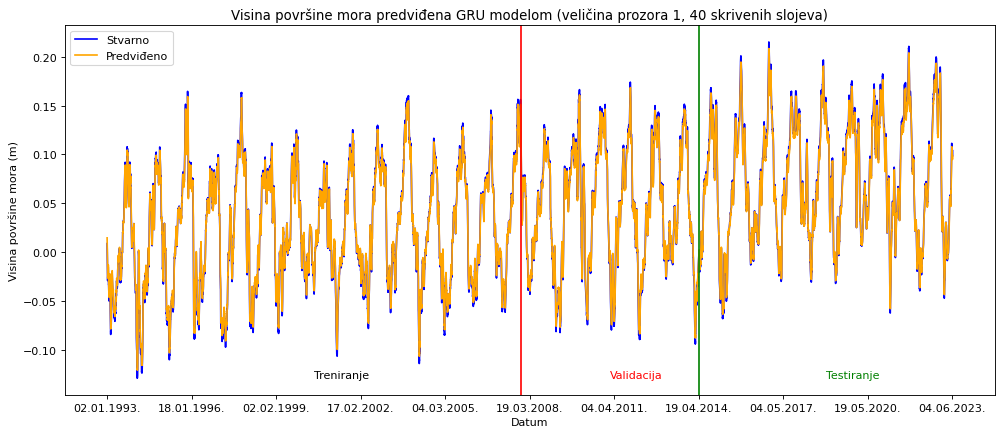 Visina površine mora predviđena GRU modelom (veličina prozora 1, 40 skrivenih slojeva)
Stvarno
Predviđeno
Visina površine mora (m)
0.20
0.15
0.10
0.05
0.00
−0.05
−0.10
Treniranje
Validacija
Testiranje
02.01.1993.
18.01.1996.
02.02.1999.
17.02.2002.
04.03.2005.
19.03.2008.
04.04.2011.
19.04.2014.
04.05.2017.
19.05.2020.
04.06.2023.
Datum